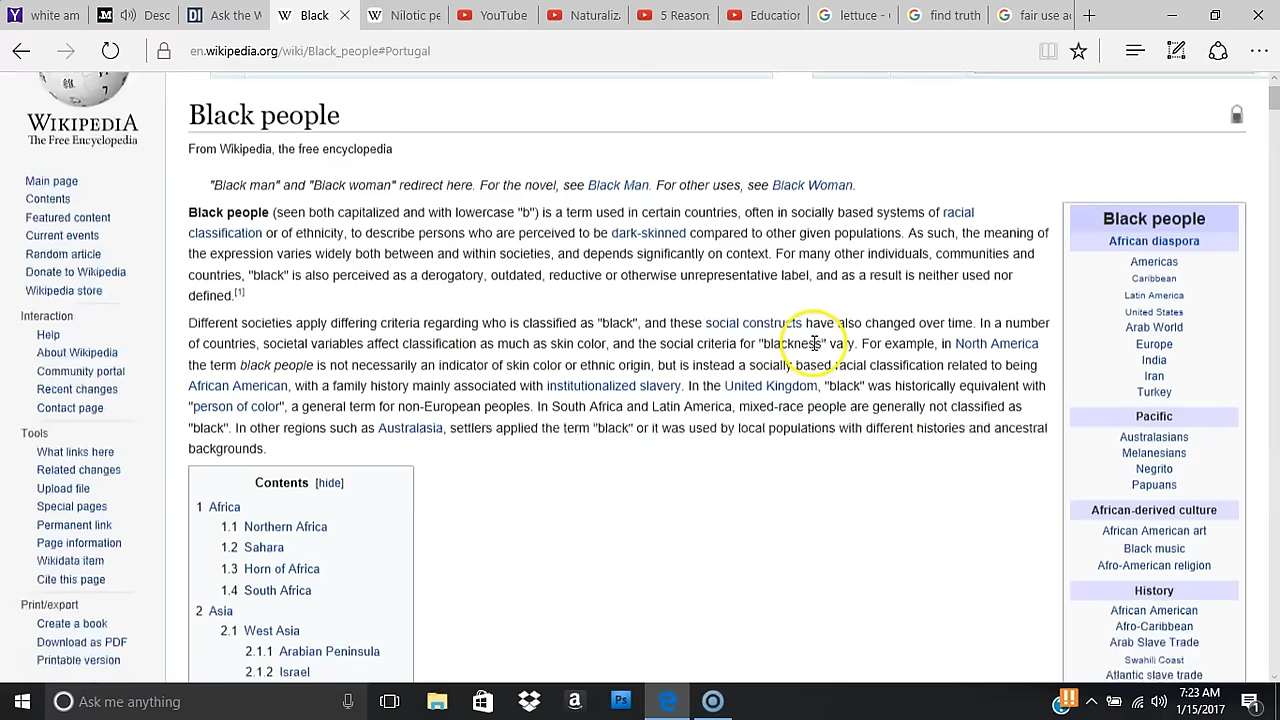 white am
Desc
Ask the W
Black
Nilotic pe
YouTube
Naturaliz
5 Reason
Education
lettuce -
find truth
fair use ac
en.wikipedia.org/wiki/Black_people#Portugal
WIKIPEDIA
The Free Encyclopedia
Main page
Contents
Featured content
Current events
Random article
Donate to Wikipedia
Wikipedia store
Interaction
Help
About Wikipedia
Community portal
Recent changes
Contact page
Tools
What links here
Related changes
Upload file
Special pages
Permanent link
Page information
Wikidata item
Cite this page
Print/export
Create a book
Download as PDF
Printable version
Black people
From Wikipedia, the free encyclopedia
"Black man" and "Black woman" redirect here. For the novel, see Black Man. For other uses, see Black Woman.
Black people (seen both capitalized and with lowercase "b") is a term used in certain countries, often in socially based systems of racial
classification or of ethnicity, to describe persons who are perceived to be dark-skinned compared to other given populations. As such, the meaning of
the expression varies widely both between and within societies, and depends significantly on context. For many other individuals, communities and
countries, "black" is also perceived as a derogatory, outdated, reductive or otherwise unrepresentative label, and as a result is neither used nor
defined.[1]
Different societies apply differing criteria regarding who is classified as "black", and these social constructs have also changed over time. In a number
of countries, societal variables affect classification as much as skin color, and the social criteria for "blackness" vary. For example, in North America
the term black people is not necessarily an indicator of skin color or ethnic origin, but is instead a socially based racial classification related to being
African American, with a family history mainly associated with institutionalized slavery. In the United Kingdom, "black" was historically equivalent with
"person of color", a general term for non-European peoples. In South Africa and Latin America, mixed-race people are generally not classified as
"black". In other regions such as Australasia, settlers applied the term "black" or it was used by local populations with different histories and ancestral
backgrounds.
Contents [hide]
1 Africa
1.1 Northern Africa
1.2 Sahara
1.3 Horn of Africa
1.4 South Africa
2 Asia
2.1 West Asia
2.1.1 Arabian Peninsula
2.1.2 Israel
Black people
African diaspora
Americas
Caribbean
Latin America
United States
Arab World
Europe
India
Iran
Turkey
Pacific
Australasians
Melanesians
Negrito
Papuans
African-derived culture
African American art
Black music
Afro-American religion
History
African American
Afro-Caribbean
Arab Slave Trade
Swahili Coast
Atlantic slave trade
Ask me anything
7:23 AM
1/15/2017